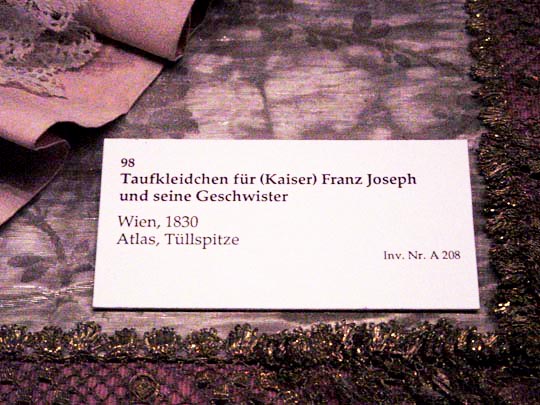 98
Taufkleidchen für (Kaiser) Franz Joseph
und seine Geschwister
Wien, 1830
Atlas, Tüllspitze
Inv. Nr. A 208